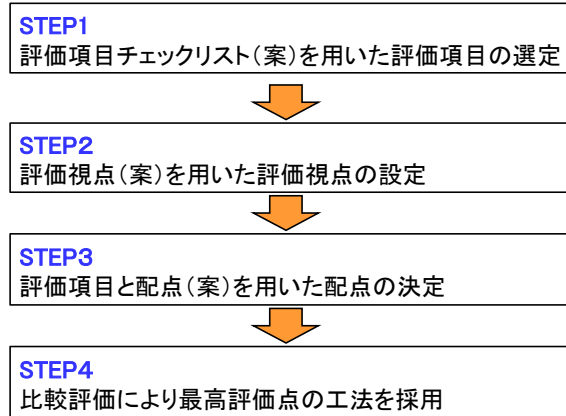 STEP1
評価項目チェックリスト（案）を用いた評価項目の選定
STEP2
評価視点（案）を用いた評価視点の設定
STEP3
評価項目と配点（案）を用いた配点の決定
STEP4
比較評価により最高評価点の工法を採用